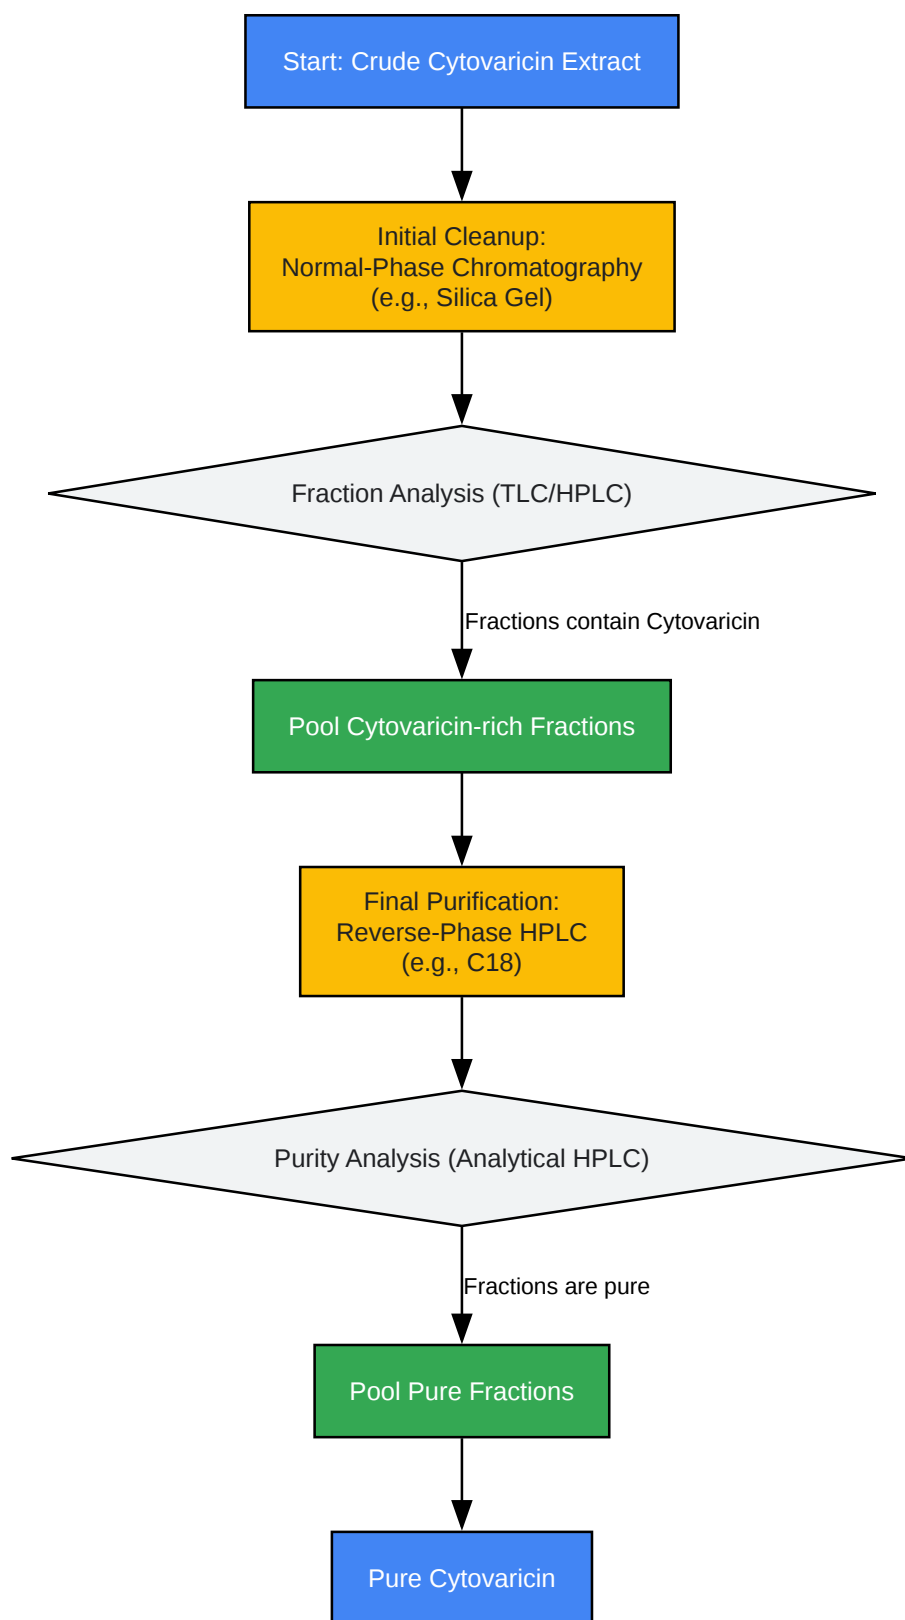 Start: Crude Cytovaricin Extract
Initial Cleanup:
Normal-Phase Chromatography
(e.g., Silica Gel)
Fraction Analysis (TLC/HPLC)
Fractions contain Cytovaricin
Pool Cytovaricin-rich Fractions
Final Purification:
Reverse-Phase HPLC
(e.g., C18)
Purity Analysis (Analytical HPLC)
Fractions are pure
Pool Pure Fractions
Pure Cytovaricin